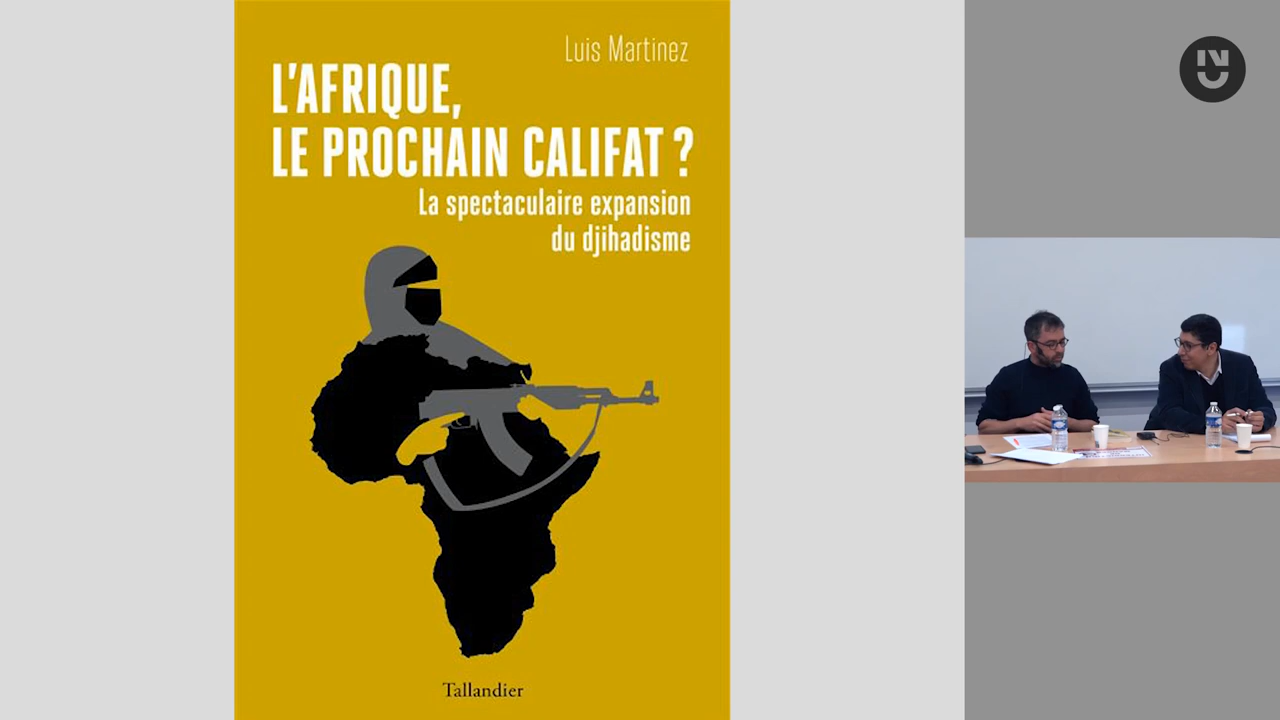 Luis Martinez
L'AFRIQUE,
LE PROCHAIN CALIFAT ?
La spectaculaire expansion
du djihadisme
Tallandier